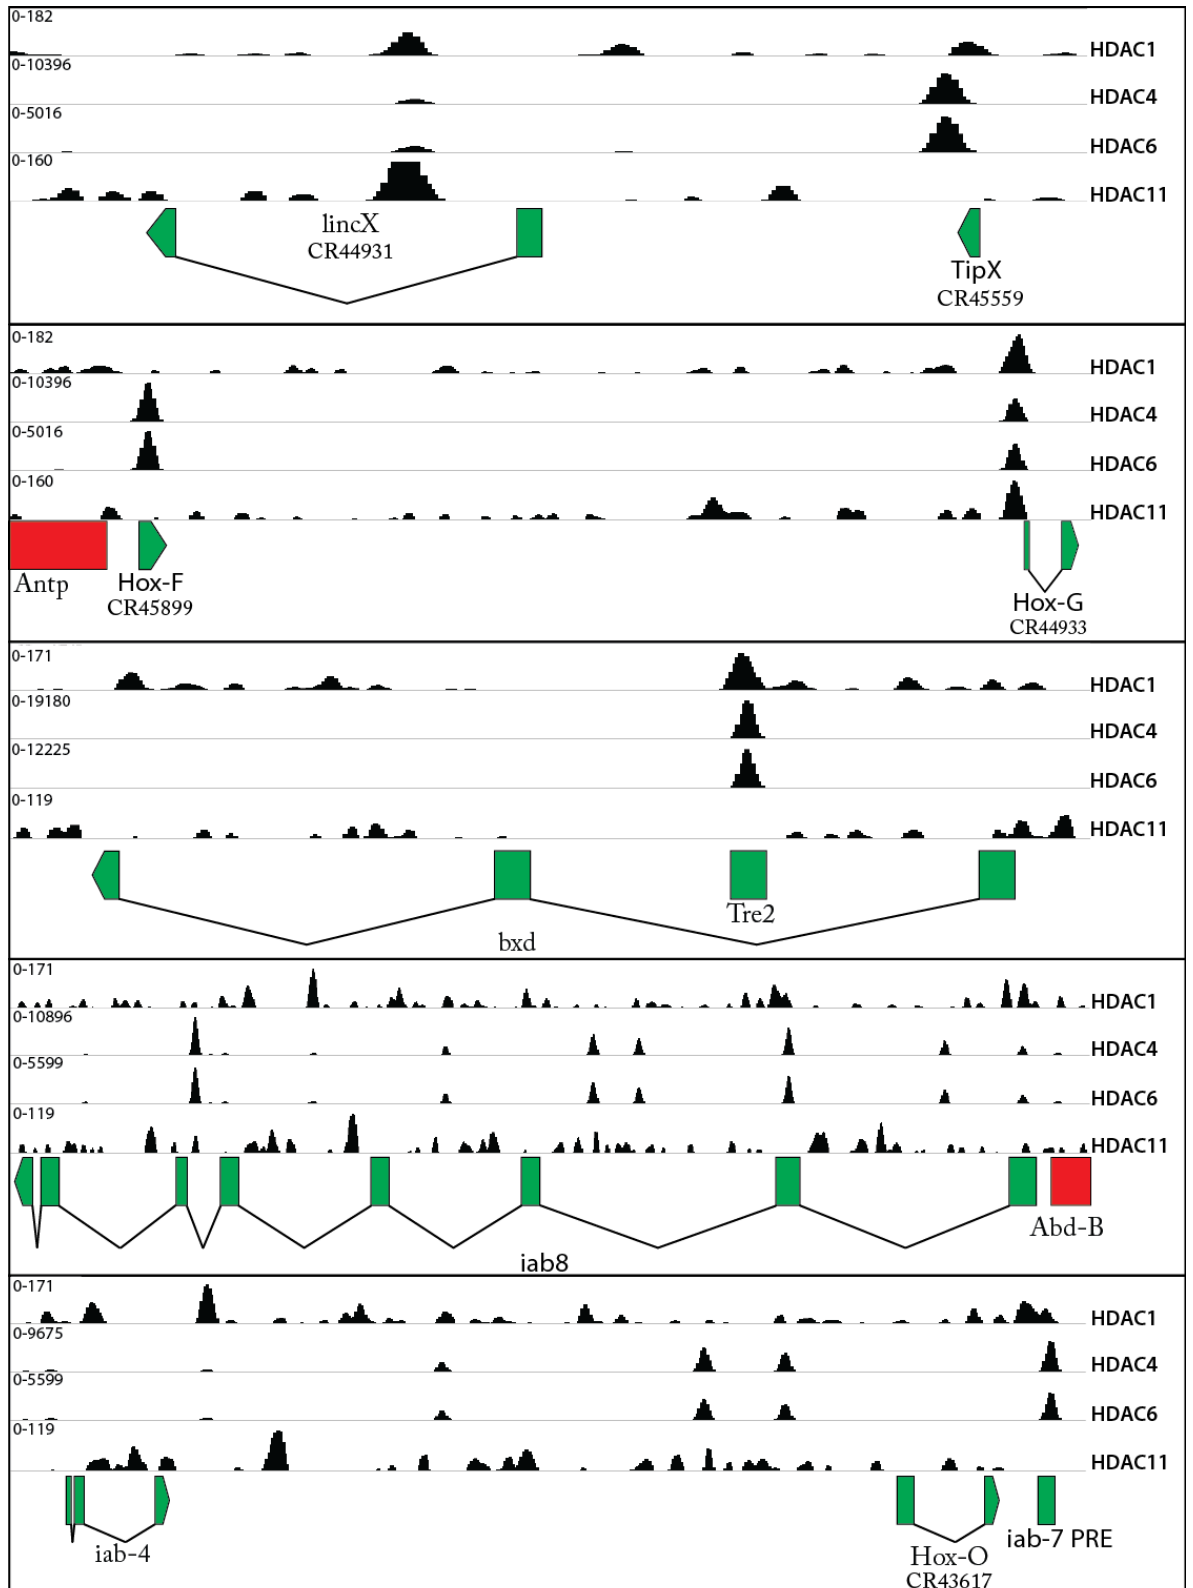 0-182
HDAC1
0-10396
HDAC4
0-5016
HDAC6
0-160
HDAC11
lincX
CR44931
TipX
CR45559
0-182
HDAC1
0-10396
HDAC4
0-5016
HDAC6
0-160
HDAC11
Antp
Hox-F
CR45899
Hox-G
CR44933
0-171
HDAC1
0-19180
HDAC4
0-12225
HDAC6
0-119
HDAC11
Tre2
bxd
0-171
HDAC1
0-10896
HDAC4
0-5599
HDAC6
0-119
HDAC11
Abd-B
iab8
0-171
HDAC1
0-9675
HDAC4
0-5599
HDAC6
0-119
HDAC11
iab-4
Hox-O
CR43617
iab-7 PRE